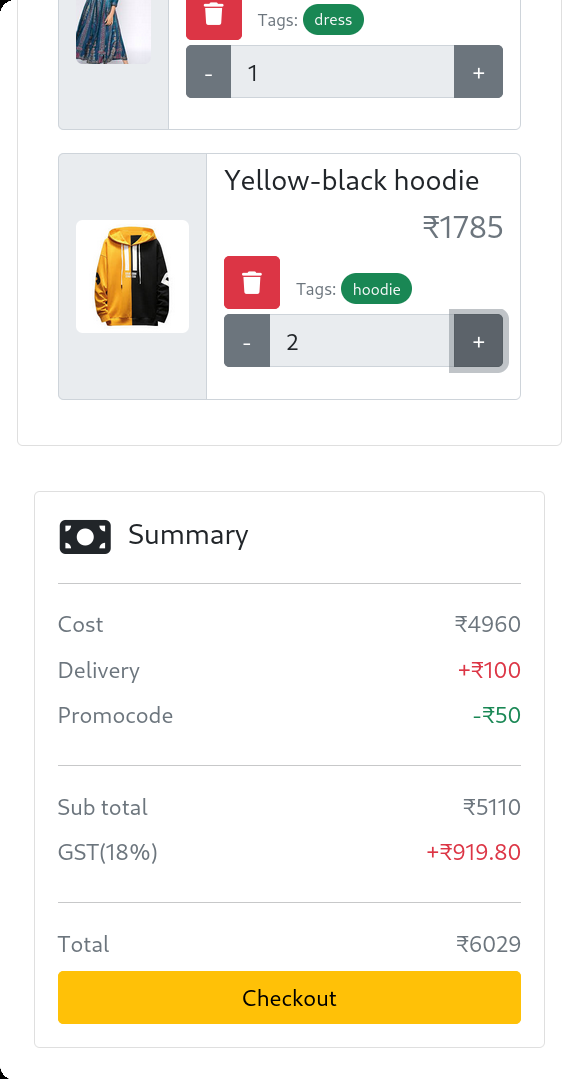 Tags: dress
- 1 +
Yellow-black hoodie
₹1785
Tags: hoodie
- 2 +
Summary
Cost ₹4960
Delivery +₹100
Promocode -₹50
Sub total ₹5110
GST(18%) +₹919.80
Total ₹6029
Checkout